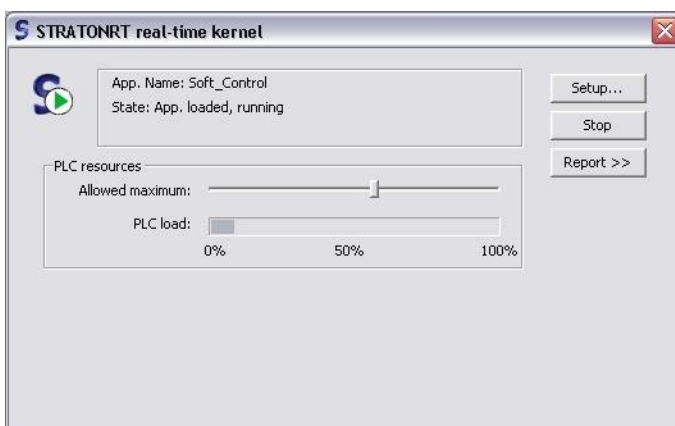 STRATONRT real-time kernel
App. Name: Soft_Control
State: App. loaded, running
Setup...
Stop
Report >>
PLC resources
Allowed maximum:
PLC load:
0% 50% 100%